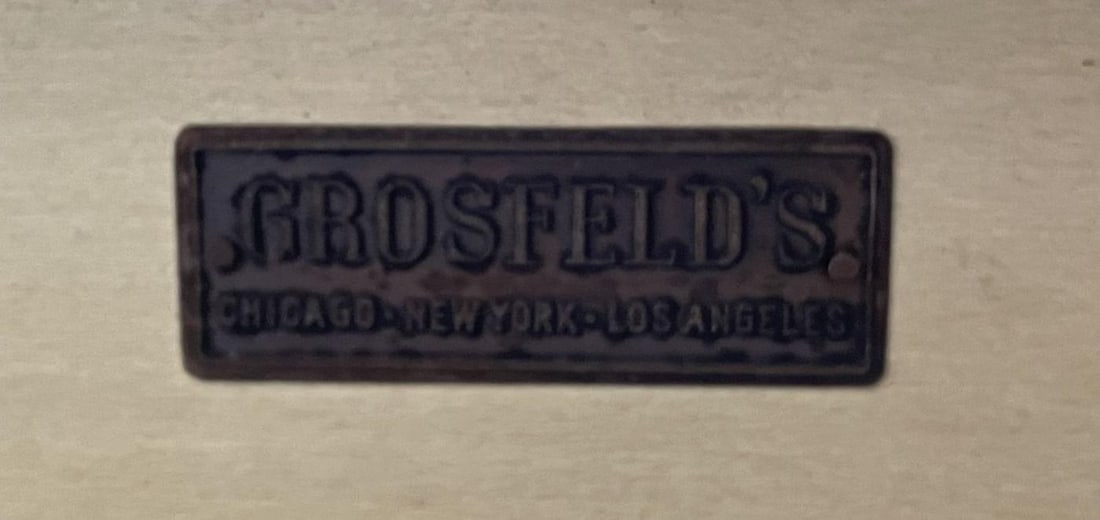 GROSFELD'S
CHICAGO · NEW YORK · LOS ANGELES